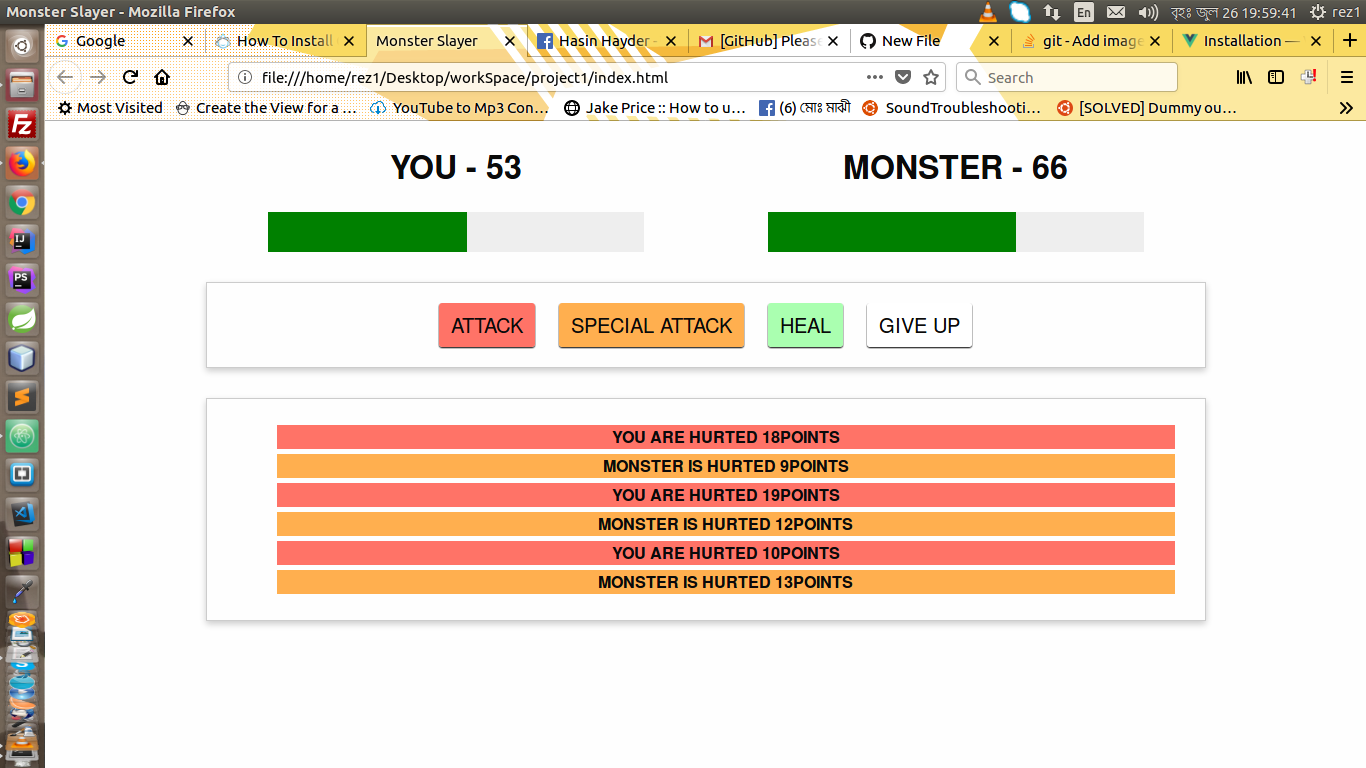 Monster Slayer - Mozilla Firefox
En
বৃহঃ জুল 26 19:59:41
rez1
Google
How To Install
Monster Slayer
Hasin Hayder -
[GitHub] Please
New File
git - Add image
Installation —
file:///home/rez1/Desktop/workSpace/project1/index.html
Search
Most Visited
Create the View for a ...
YouTube to Mp3 Con...
Jake Price :: How to u...
(6) মোঃ মাঝী
SoundTroubleshooti...
[SOLVED] Dummy ou...
YOU - 53
MONSTER - 66
ATTACK
SPECIAL ATTACK
HEAL
GIVE UP
YOU ARE HURTED 18POINTS
MONSTER IS HURTED 9POINTS
YOU ARE HURTED 19POINTS
MONSTER IS HURTED 12POINTS
YOU ARE HURTED 10POINTS
MONSTER IS HURTED 13POINTS
FZ
IJ
PS